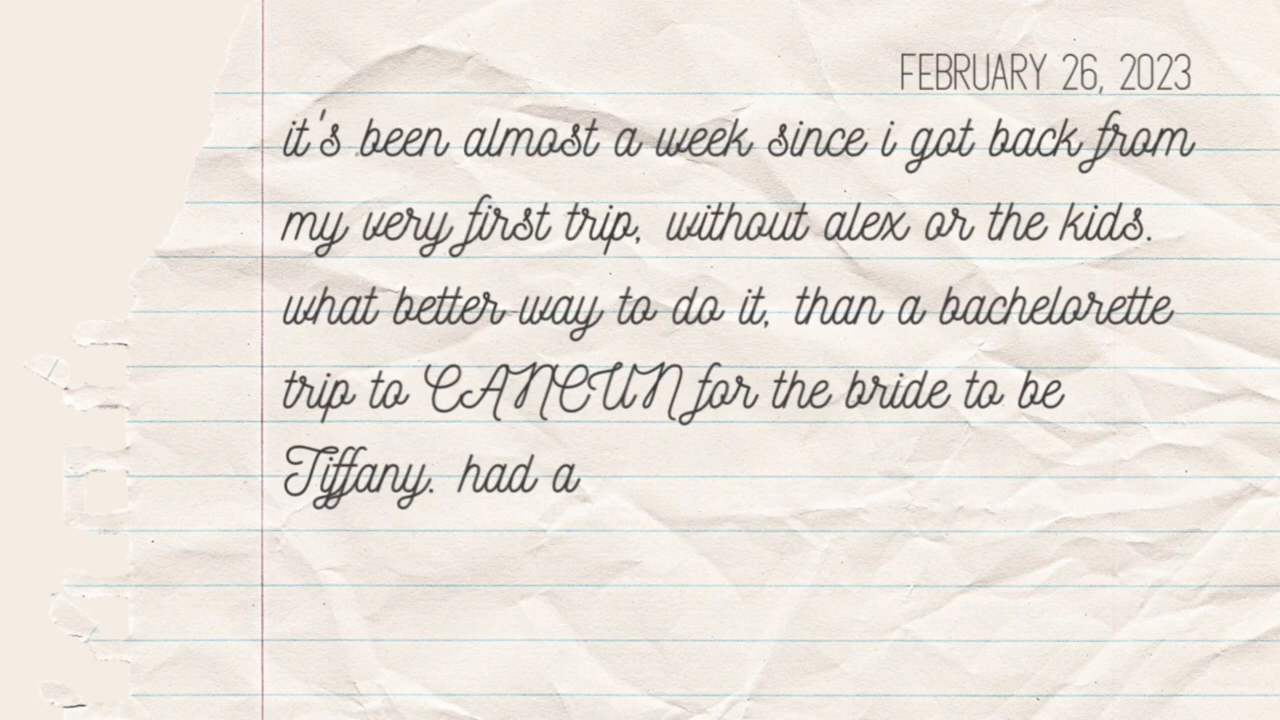 FEBRUARY 26, 2023
it's been almost a week since i got back from
my very first trip, without alex or the kids.
what better way to do it, than a bachelorette
trip to CANCUN for the bride to be
Tiffany. had a